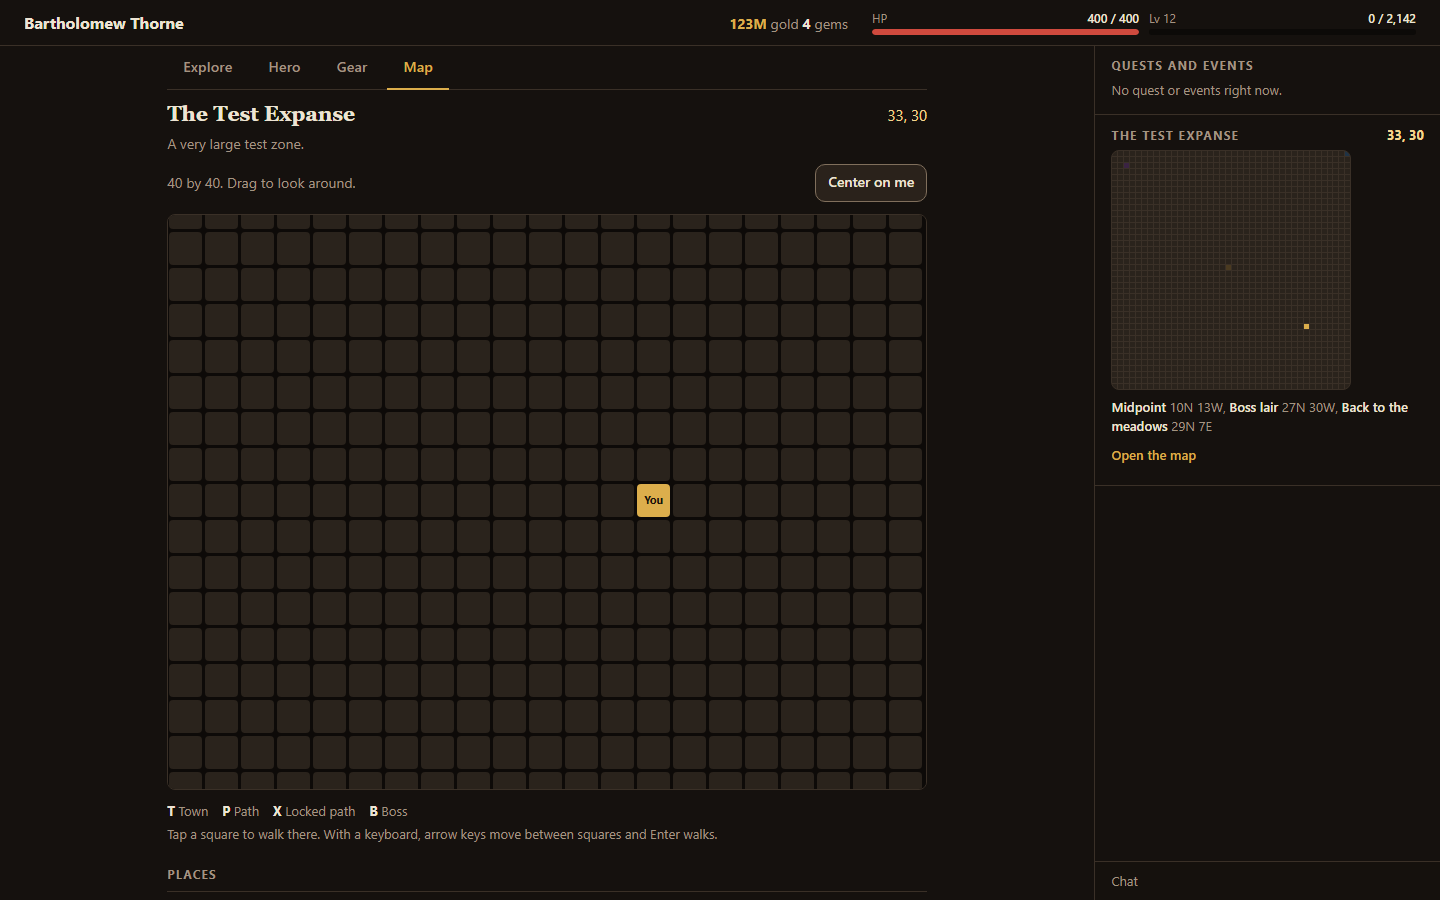 Bartholomew Thorne
123M gold 4 gems
HP 400 / 400
Lv 12 0 / 2,142
Explore Hero Gear Map
The Test Expanse
33, 30
A very large test zone.
40 by 40. Drag to look around.
Center on me
You
T Town P Path X Locked path B Boss
Tap a square to walk there. With a keyboard, arrow keys move between squares and Enter walks.
PLACES
QUESTS AND EVENTS
No quest or events right now.
THE TEST EXPANSE 33, 30
Midpoint 10N 13W, Boss lair 27N 30W, Back to the
meadows 29N 7E
Open the map
Chat